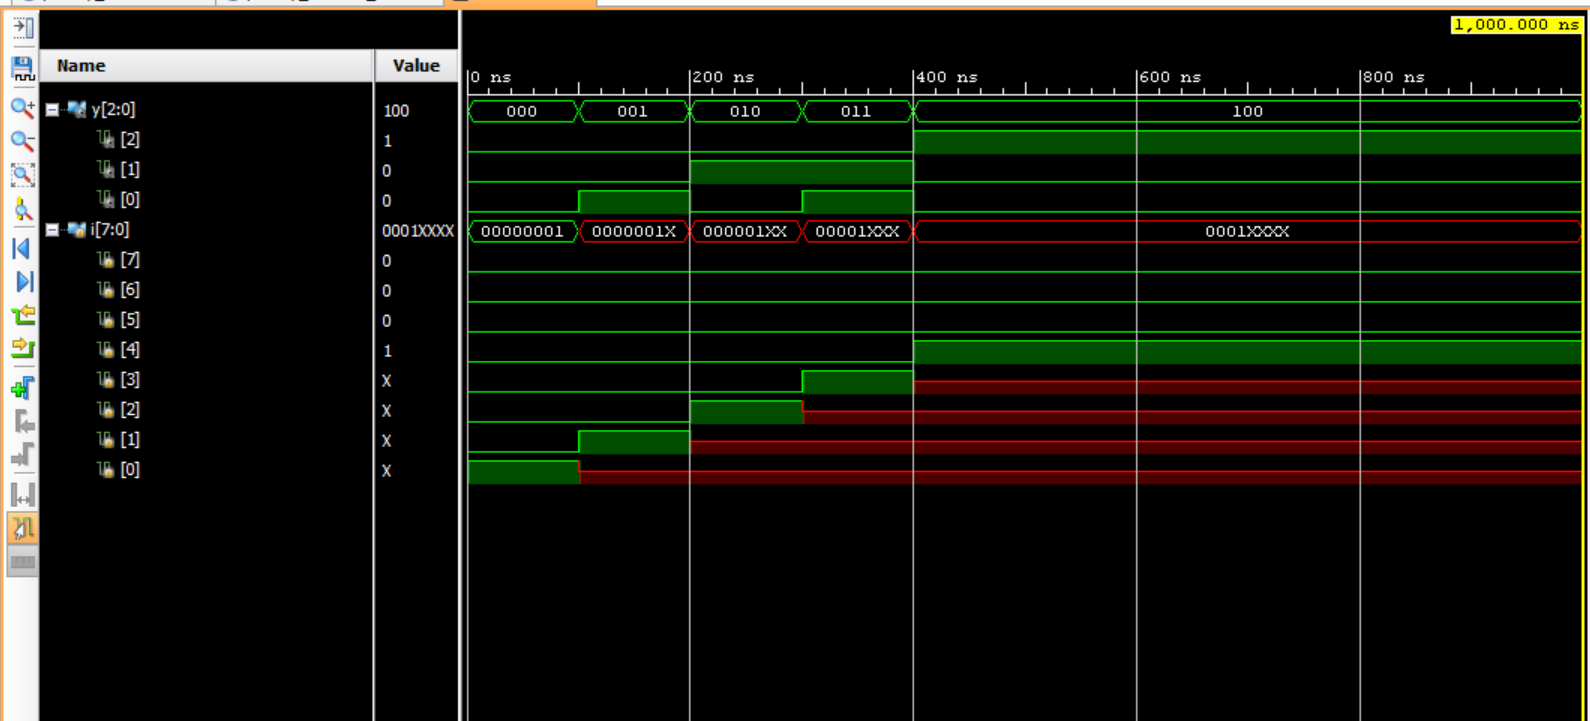 1,000.000 ns
Name Value
0 ns 200 ns 400 ns 600 ns 800 ns
y[2:0] 100 000 001 010 011 100
[2] 1
[1] 0
[0] 0
i[7:0] 0001XXXX 00000001 0000001X 000001XX 00001XXX 0001XXXX
[7] 0
[6] 0
[5] 0
[4] 1
[3] X
[2] X
[1] X
[0] X